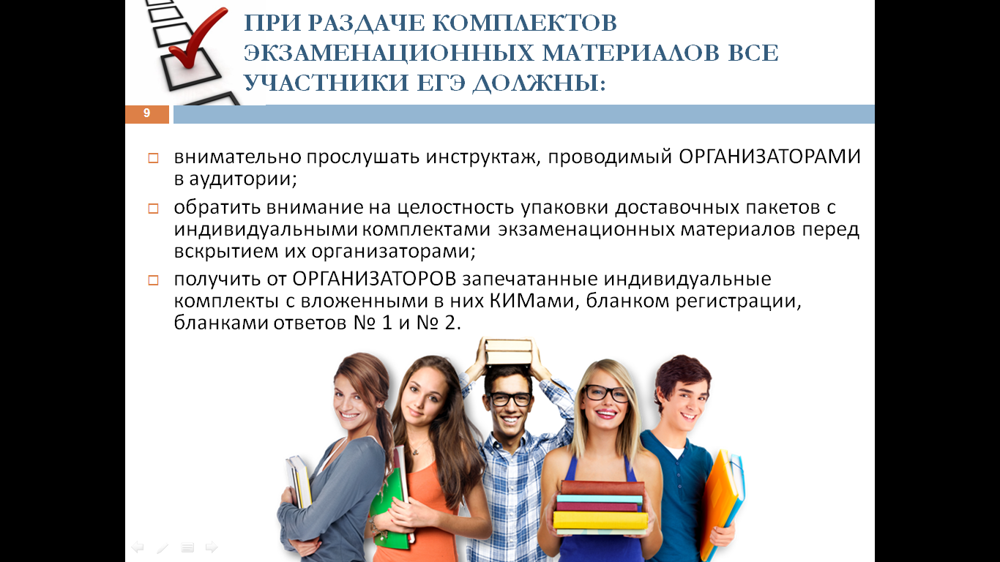 ПРИ РАЗДАЧЕ КОМПЛЕКТОВ
ЭКЗАМЕНАЦИОННЫХ МАТЕРИАЛОВ ВСЕ
УЧАСТНИКИ ЕГЭ ДОЛЖНЫ:
9
внимательно прослушать инструктаж, проводимый ОРГАНИЗАТОРАМИ
в аудитории;
обратить внимание на целостность упаковки доставочных пакетов с
индивидуальными комплектами экзаменационных материалов перед
вскрытием их организаторами;
получить от ОРГАНИЗАТОРОВ запечатанные индивидуальные
комплекты с вложенными в них КИМами, бланком регистрации,
бланками ответов № 1 и № 2.